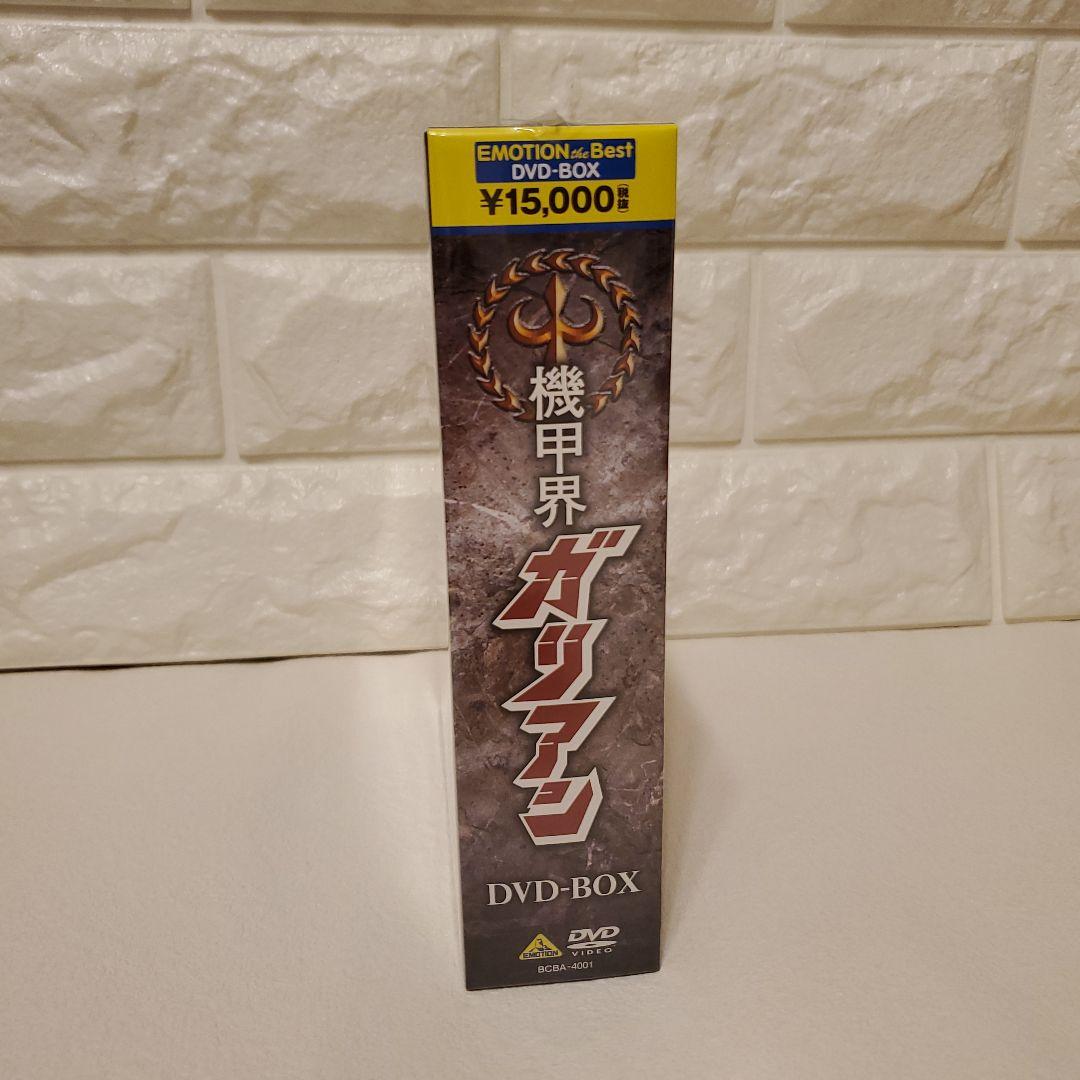 EMOTION the Best
DVD-BOX
¥15,000(税抜)
機甲界
ガリアン
DVD-BOX
EMOTION
DVD
VIDEO
BCBA-4001